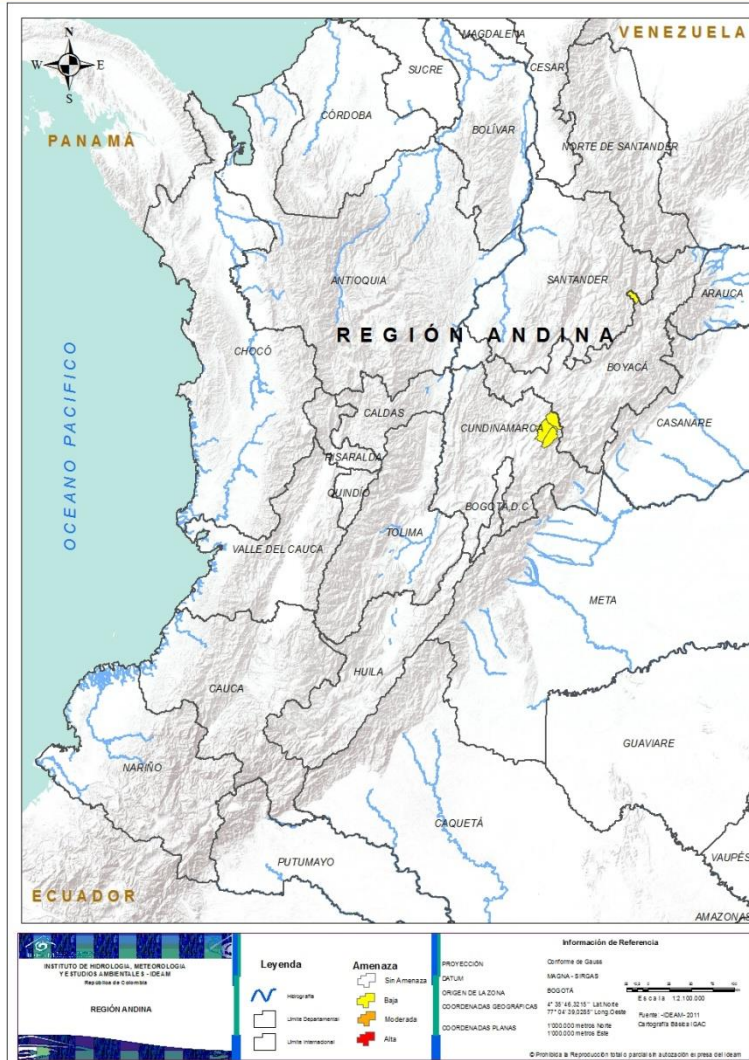 VENEZUELA
MAGDALENA
CESAR
SUCRE
N
W E
S
CÓRDOBA
BOLÍVAR
PANAMÁ
NORTE DE SANTANDER
ANTIOQUIA
SANTANDER
ARAUCA
REGIÓN ANDINA
CHOCÓ
BOYACÁ
OCEANO PACIFICO
CALDAS
CUNDINAMARCA
CASANARE
RISARALDA
QUINDÍO
BOGOTÁ, D.C
TOLIMA
VALLE DEL CAUCA
META
HUILA
CAUCA
GUAVIARE
NARIÑO
CAQUETÁ
PUTUMAYO
VAUPÉS
ECUADOR
AMAZONAS
INSTITUTO DE HIDROLOGIA, METEOROLOGIA
Y ESTUDIOS AMBIENTALES - IDEAM
República de Colombia
REGIÓN ANDINA
Leyenda
Hidrografía
Limite Departamental
Limite Internacional
Amenaza
Sin Amenaza
Baja
Moderada
Alta
Información de Referencia
PROYECCIÓN Conforme de Gauss
DATUM MAGNA - SIRGAS
ORIGEN DE LA ZONA BOGOTÁ
COORDENADAS GEOGRÁFICAS
4° 35' 46,3215'' Lat.Norte
77° 04' 39,0285'' Long.Oeste
COORDENADAS PLANAS
1'000.000 metros Norte
1'000.000 metros Este
Escala 1:2.100.000
Fuente: -IDEAM- 2011
Cartografía Básica IGAC
© Prohibida la Reproducción total o parcial sin autorización expresa del Ideam